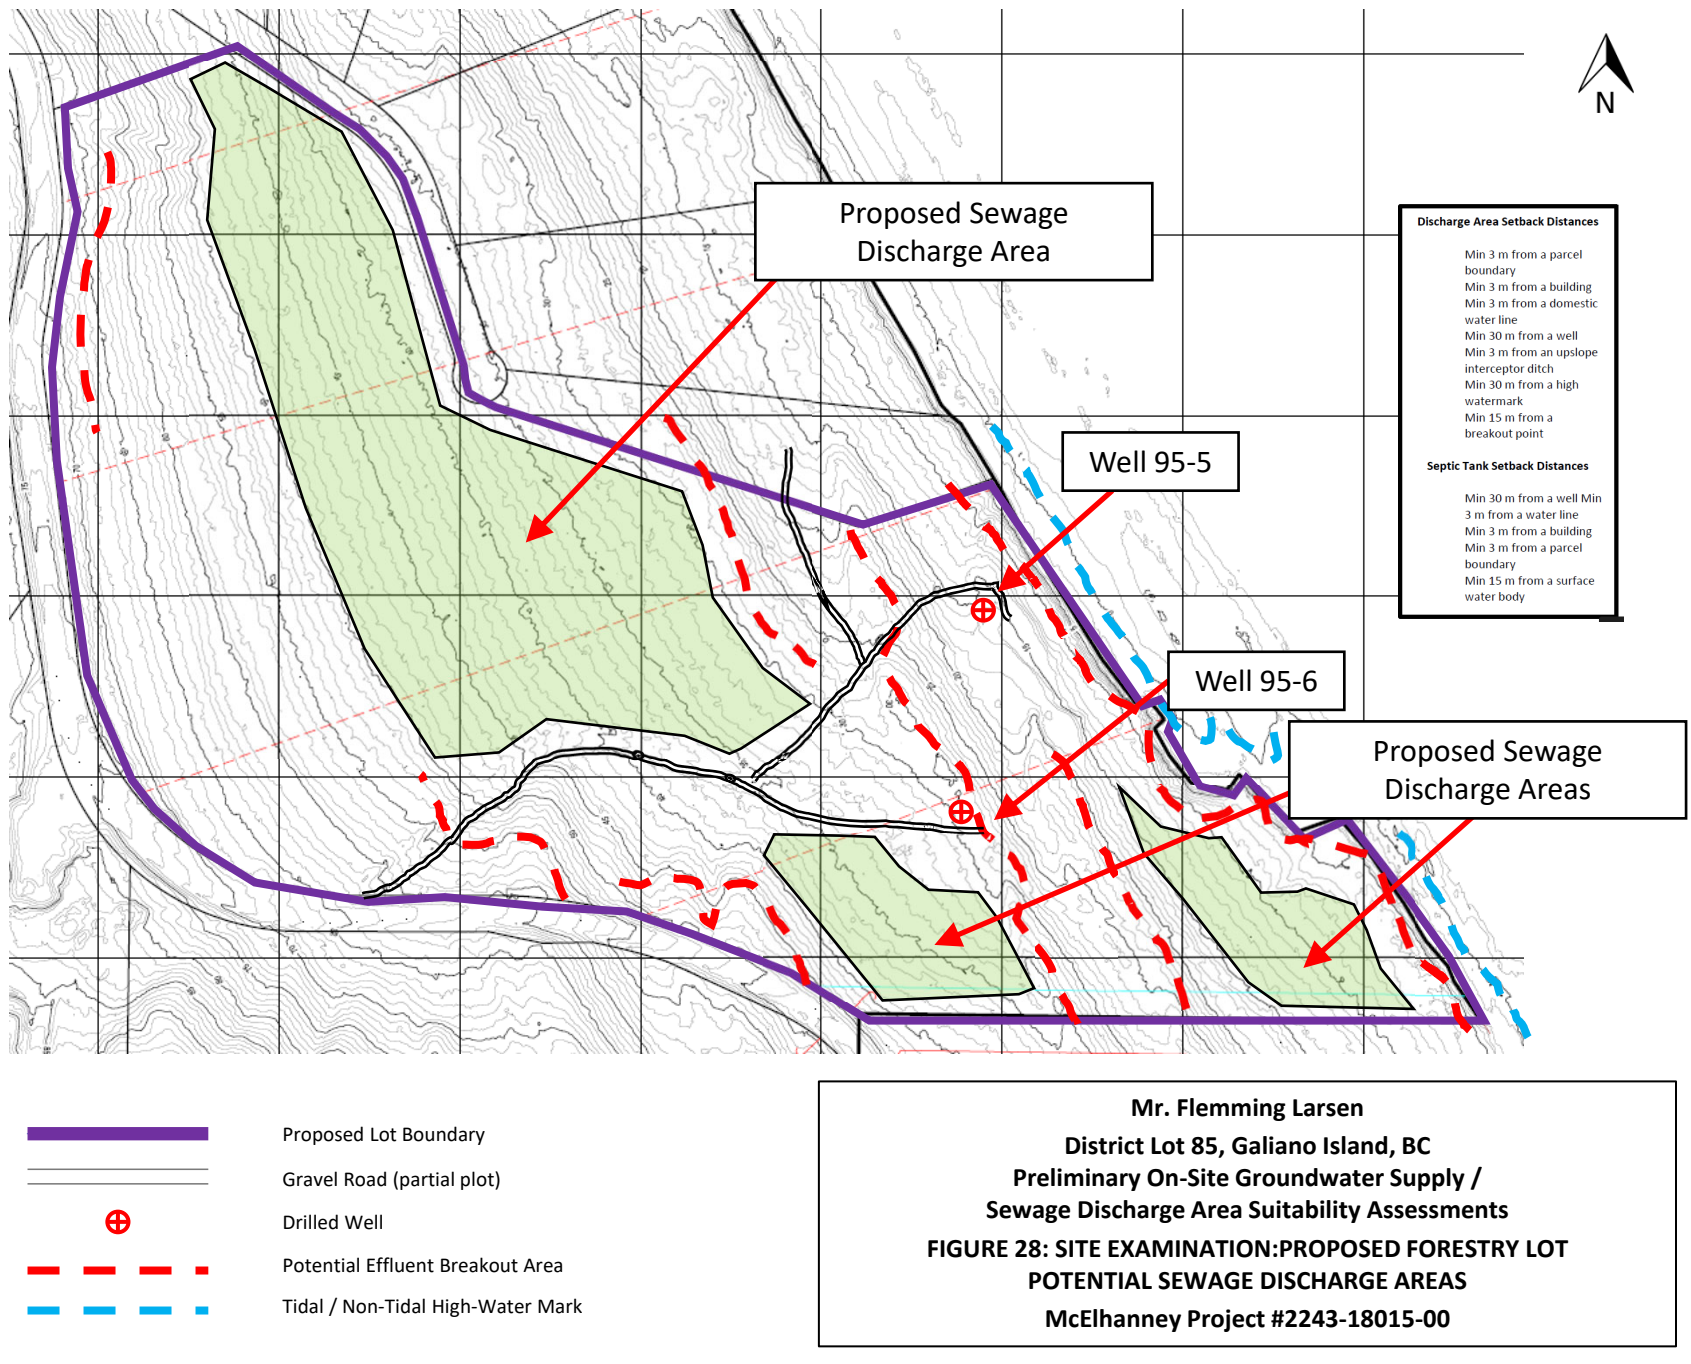 N
Proposed Sewage
Discharge Area
Discharge Area Setback Distances
Min 3 m from a parcel
boundary
Min 3 m from a building
Min 3 m from a domestic
water line
Min 30 m from a well
Min 3 m from an upslope
interceptor ditch
Min 30 m from a high
watermark
Min 15 m from a
breakout point
Septic Tank Setback Distances
Min 30 m from a well Min
3 m from a water line
Min 3 m from a building
Min 3 m from a parcel
boundary
Min 15 m from a surface
water body
Well 95-5
Well 95-6
Proposed Sewage
Discharge Areas
Proposed Lot Boundary
Gravel Road (partial plot)
Drilled Well
Potential Effluent Breakout Area
Tidal / Non-Tidal High-Water Mark
Mr. Flemming Larsen
District Lot 85, Galiano Island, BC
Preliminary On-Site Groundwater Supply /
Sewage Discharge Area Suitability Assessments
FIGURE 28: SITE EXAMINATION:PROPOSED FORESTRY LOT
POTENTIAL SEWAGE DISCHARGE AREAS
McElhanney Project #2243-18015-00